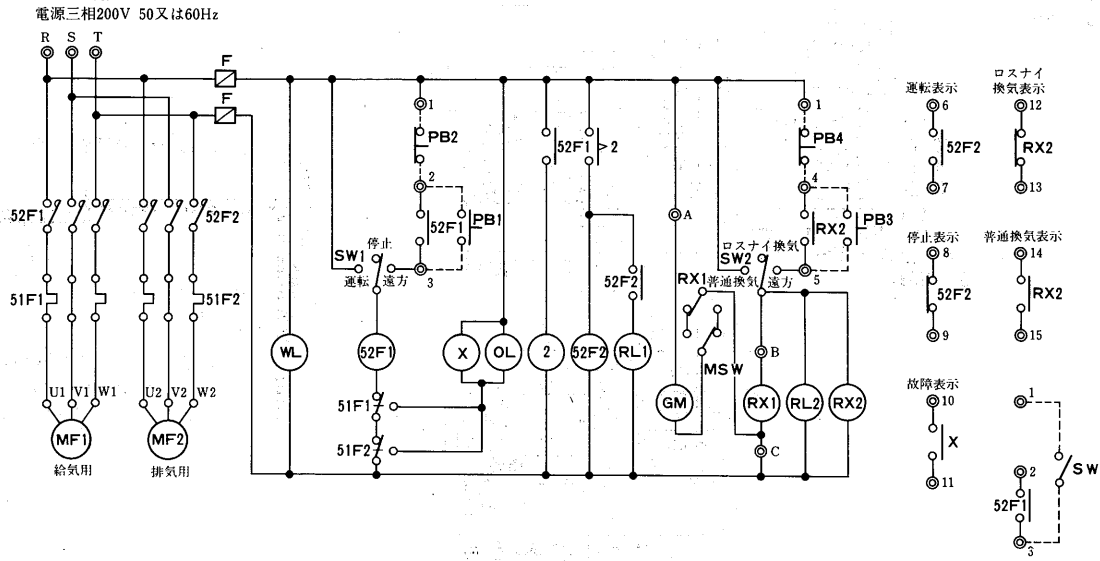 電源三相200V 50又は60Hz
R S T
F
F
52F1
52F2
51F1
51F2
U1 V1 W1
U2 V2 W2
MF1
MF2
給気用
排気用
WL
1
PB2
2
52F1
PB1
3
SW1
停止
運転
遠方
52F1
51F1
51F2
X
OL
52F1
2
2
52F2
52F2
RL1
A
RX1
MSW
GM
1
PB4
4
RX2
PB3
5
ロスナイ換気
SW2
普通換気
遠方
B
RX1
RL2
RX2
C
運転表示
6
52F2
7
ロスナイ
換気表示
12
RX2
13
停止表示
8
52F2
9
普通換気表示
14
RX2
15
故障表示
10
X
11
1
2
SW
52F1
3